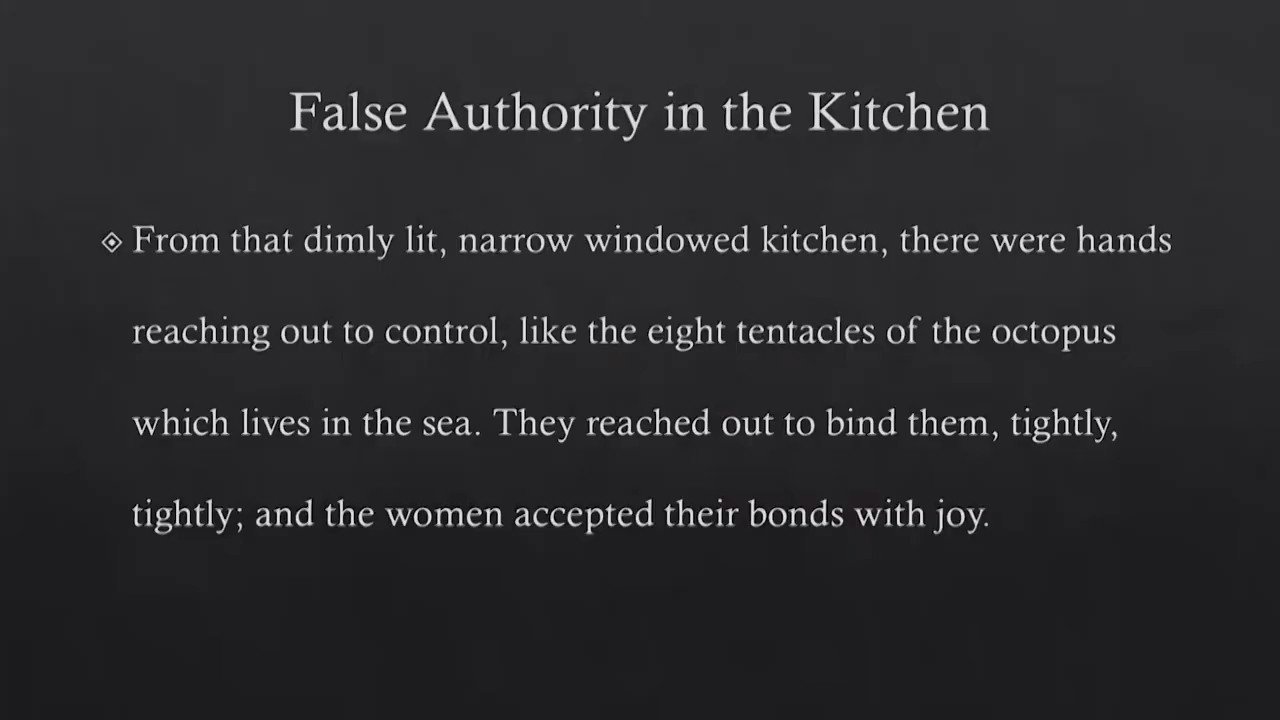 False Authority in the Kitchen
From that dimly lit, narrow windowed kitchen, there were hands
reaching out to control, like the eight tentacles of the octopus
which lives in the sea. They reached out to bind them, tightly,
tightly; and the women accepted their bonds with joy.